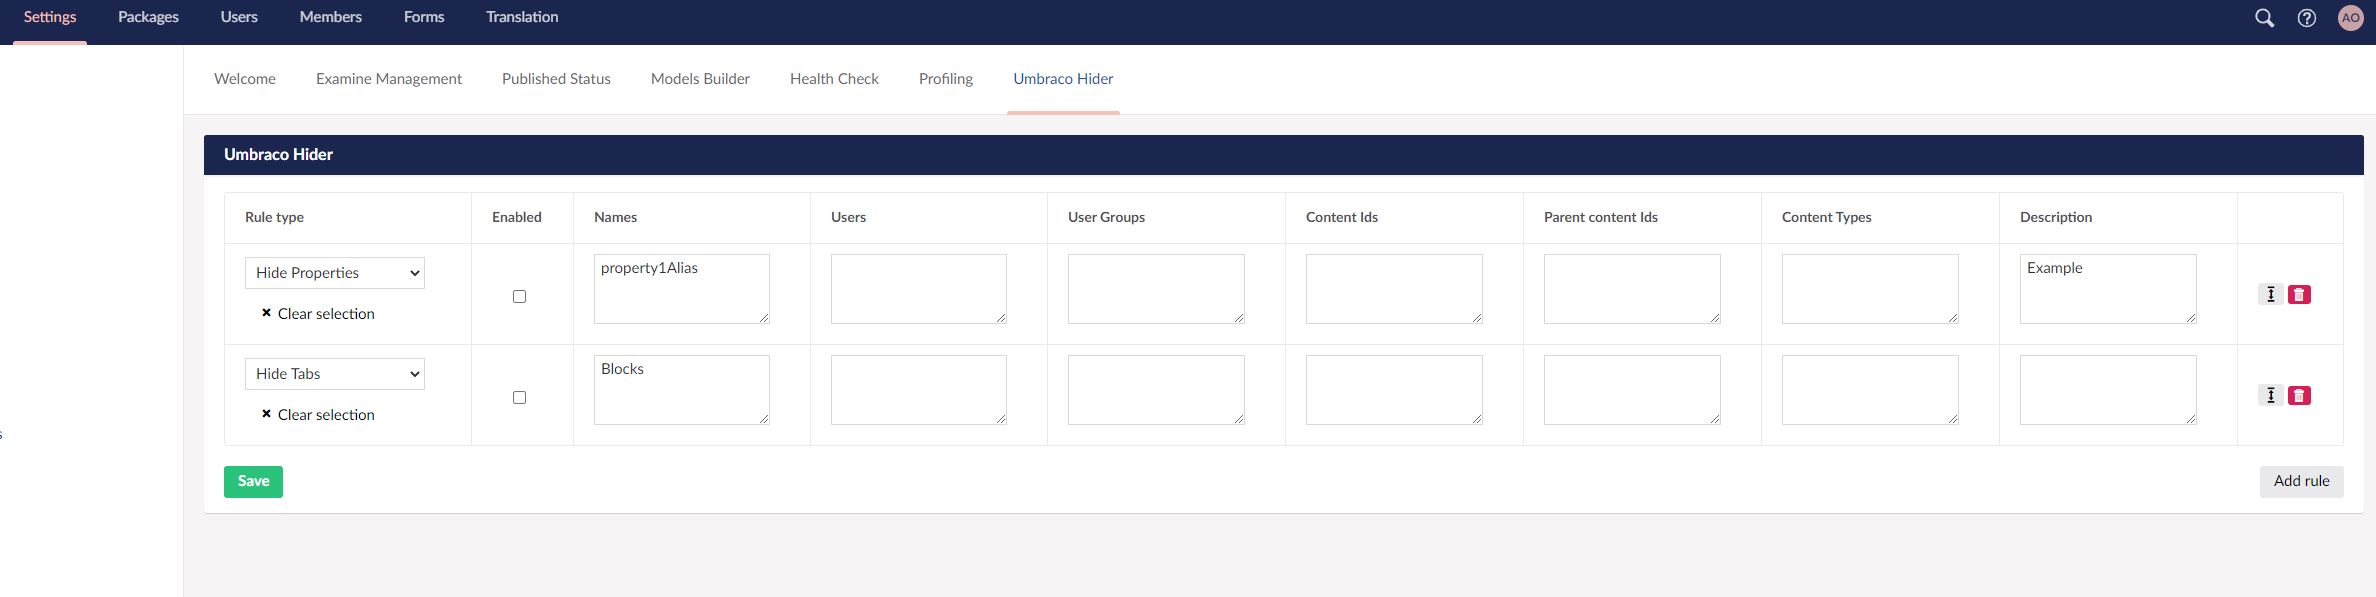 Settings Packages Users Members Forms Translation AO
Welcome Examine Management Published Status Models Builder Health Check Profiling Umbraco Hider
Umbraco Hider
Rule type Enabled Names Users User Groups Content Ids Parent content Ids Content Types Description
Hide Properties property1Alias Example
Clear selection
Hide Tabs Blocks
Clear selection
s
Save Add rule